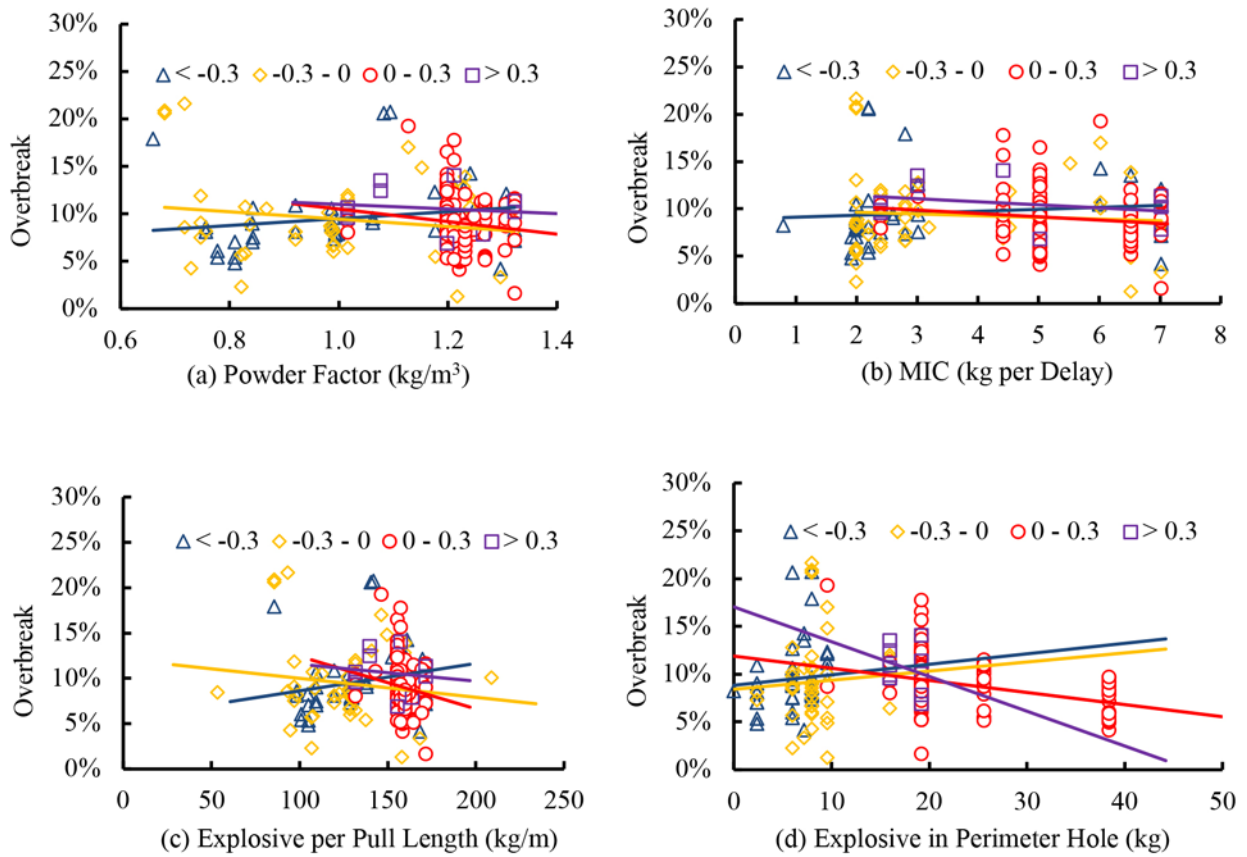 30%
25%
20%
15%
10%
5%
0%
Overbreak
< -0.3 -0.3 - 0 0 - 0.3 > 0.3
0.6 0.8 1.0 1.2 1.4
(a) Powder Factor (kg/m³)
30%
25%
20%
15%
10%
5%
0%
Overbreak
< -0.3 -0.3 - 0 0 - 0.3 > 0.3
0 1 2 3 4 5 6 7 8
(b) MIC (kg per Delay)
30%
25%
20%
15%
10%
5%
0%
Overbreak
< -0.3 -0.3 - 0 0 - 0.3 > 0.3
0 50 100 150 200 250
(c) Explosive per Pull Length (kg/m)
30%
25%
20%
15%
10%
5%
0%
Overbreak
< -0.3 -0.3 - 0 0 - 0.3 > 0.3
0 10 20 30 40 50
(d) Explosive in Perimeter Hole (kg)